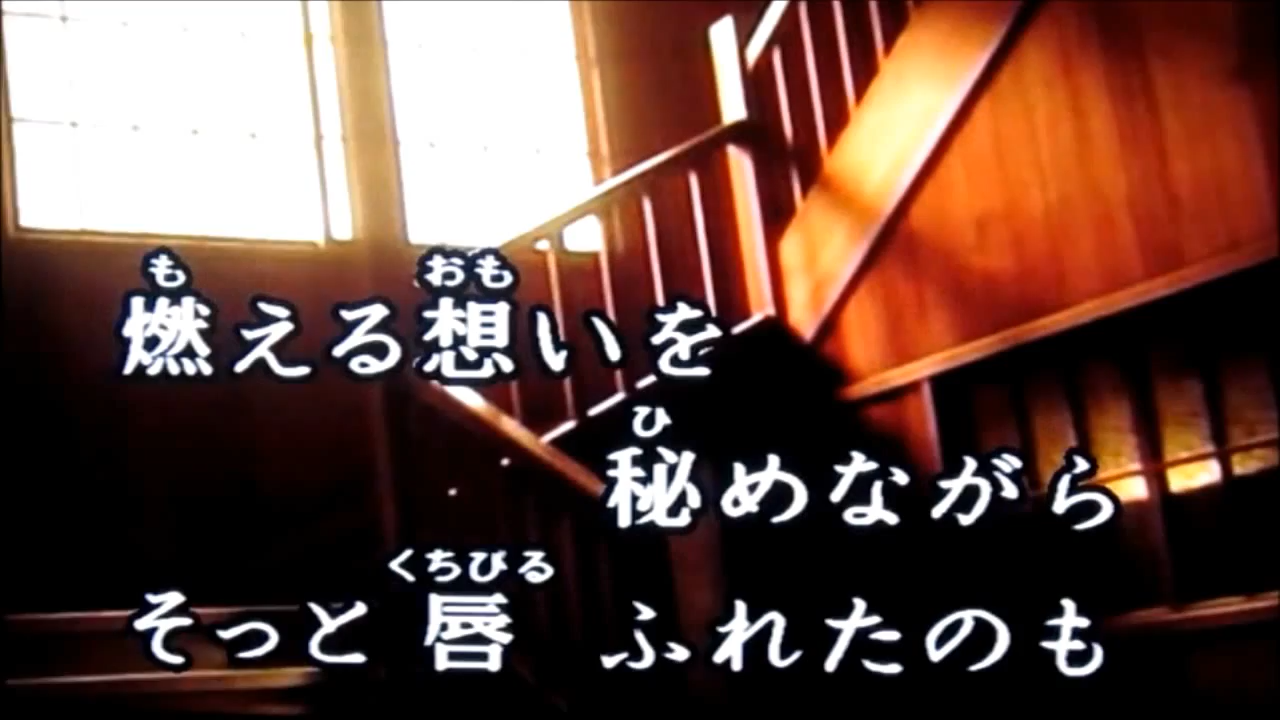 も おも
燃える想いを
ひ
秘めながら
くちびる
そっと唇 ふれたのも